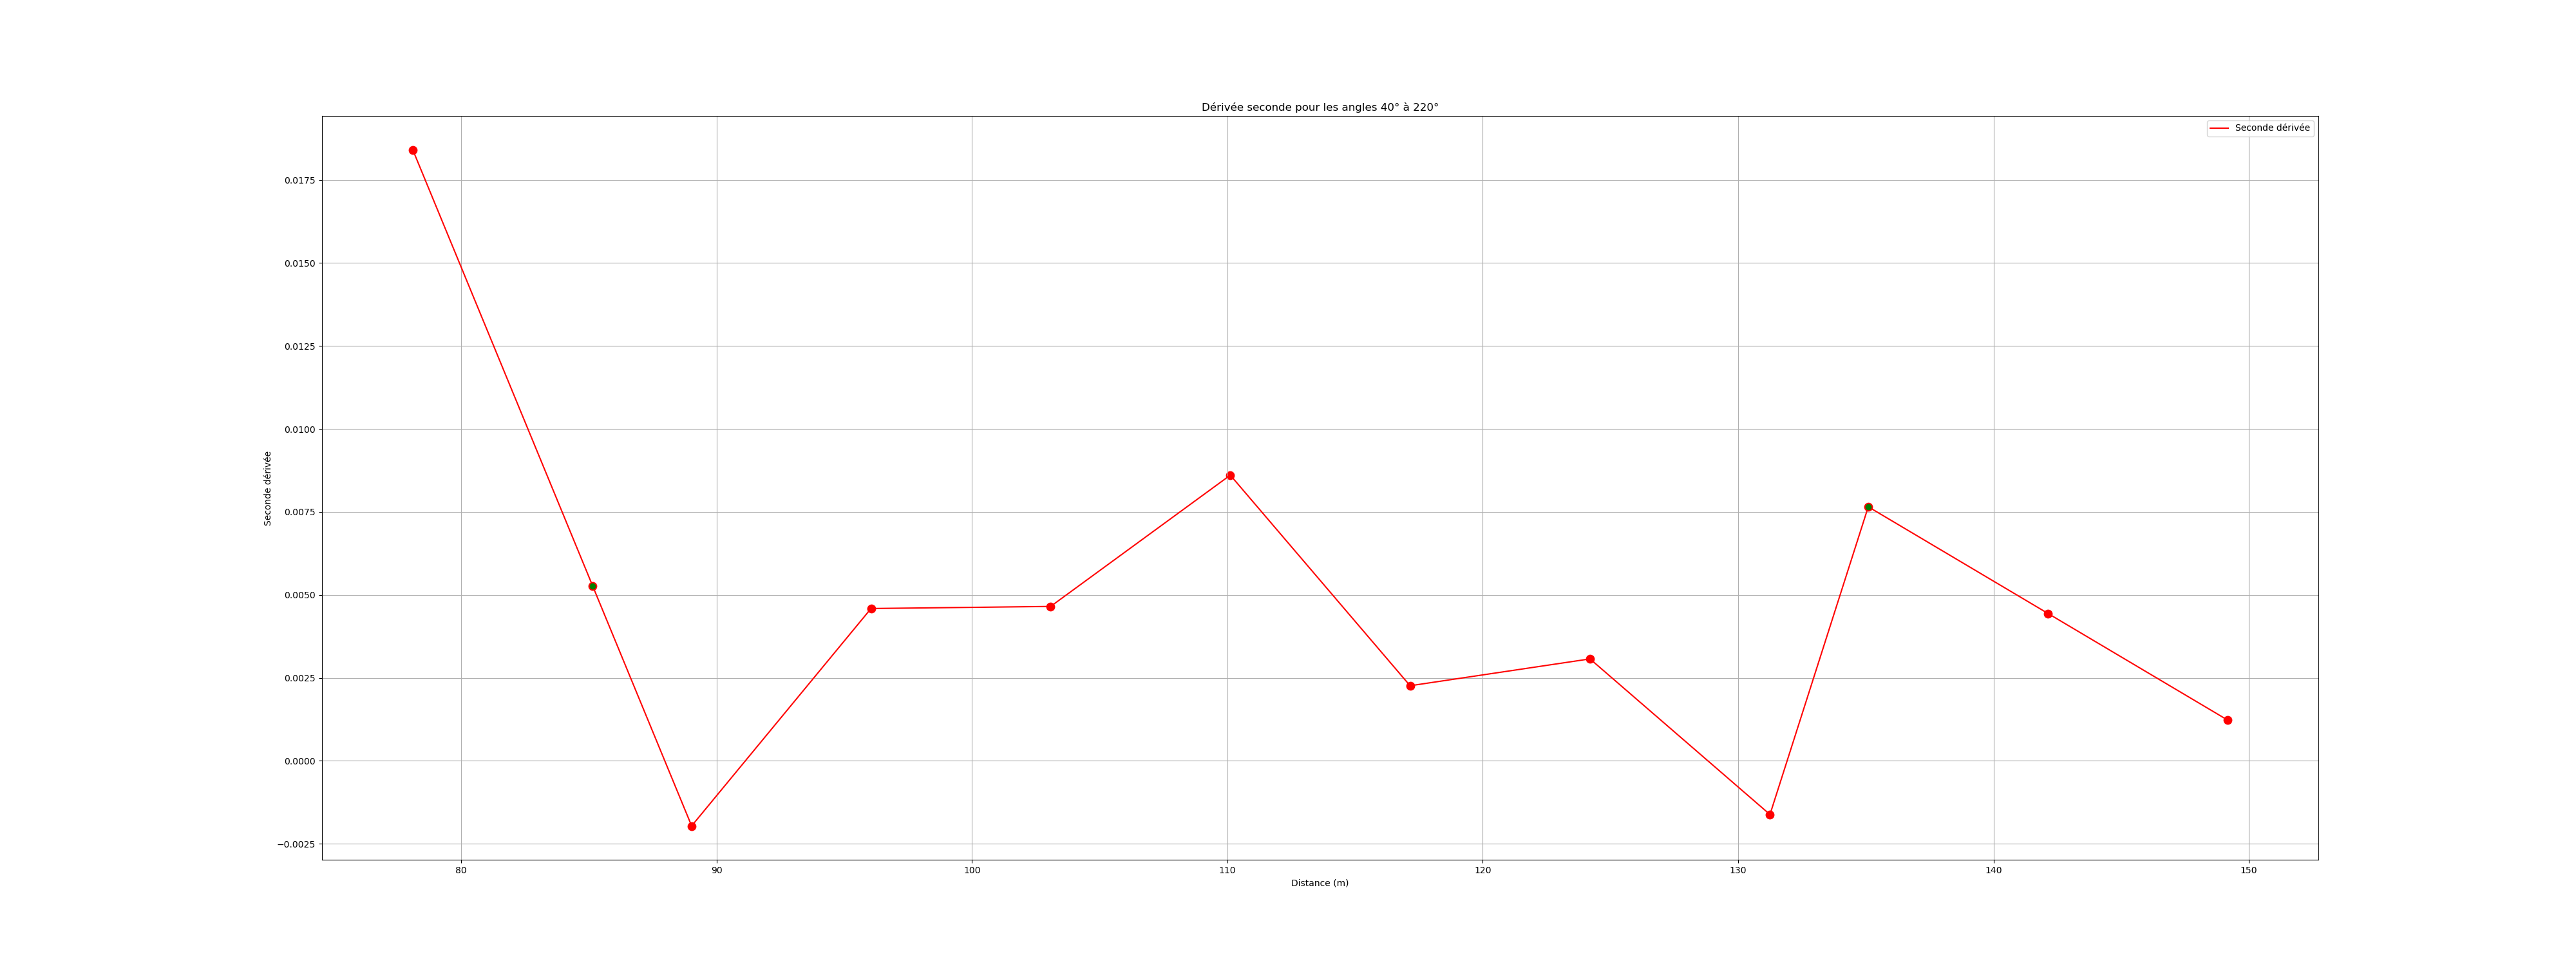 Dérivée seconde pour les angles 40° à 220°
Seconde dérivée
0.0175
0.0150
0.0125
0.0100
0.0075
0.0050
0.0025
0.0000
−0.0025
Seconde dérivée
80 90 100 110 120 130 140 150
Distance (m)